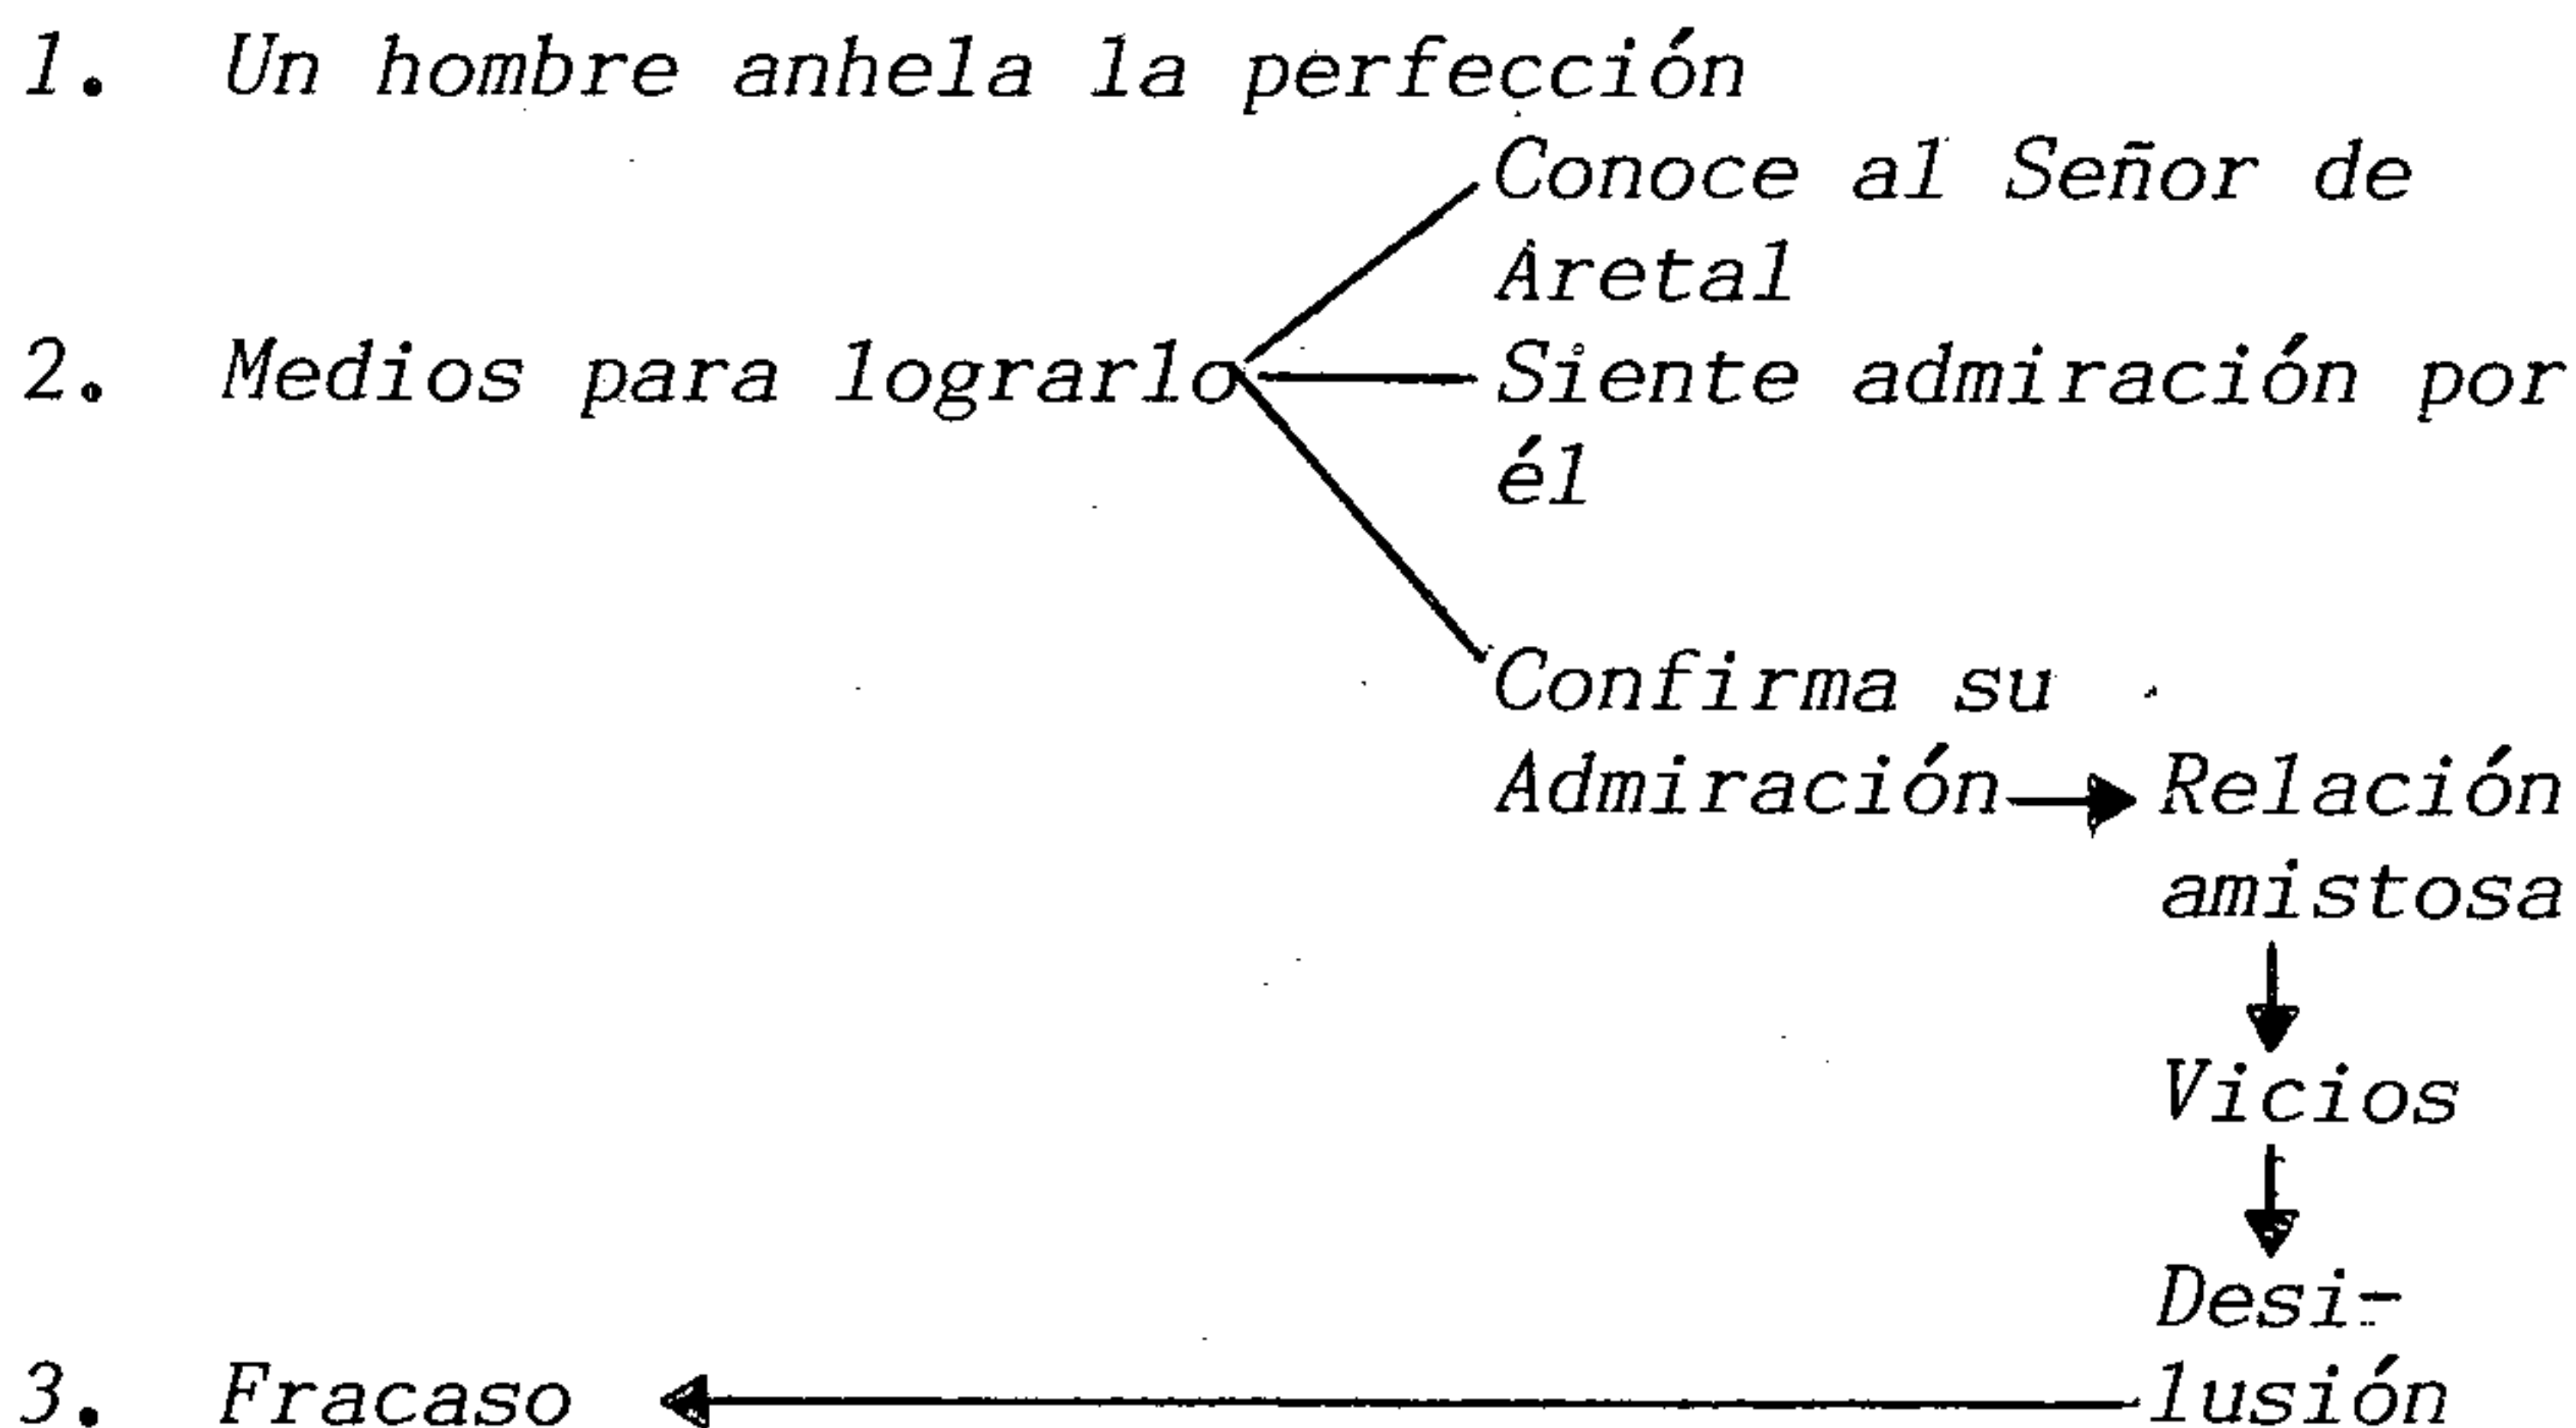 1. Un hombre anhela la perfección
Conoce al Señor de
Aretal
2. Medios para lograrlo
Siente admiración por
él
Confirma su
Admiración
Relación
amistosa
Vicios
Desi-
3. Fracaso
lusión